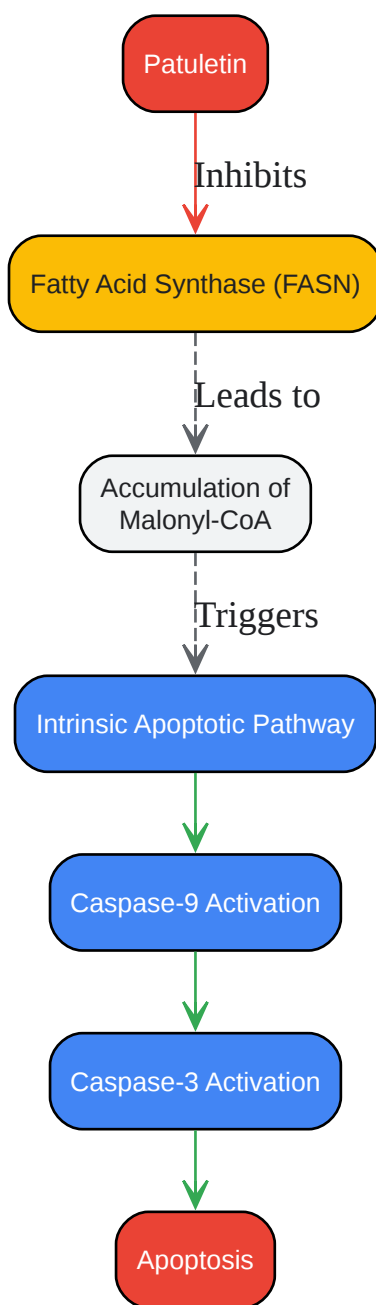 Patuletin
Inhibits
Fatty Acid Synthase (FASN)
Leads to
Accumulation of
Malonyl-CoA
Triggers
Intrinsic Apoptotic Pathway
Caspase-9 Activation
Caspase-3 Activation
Apoptosis